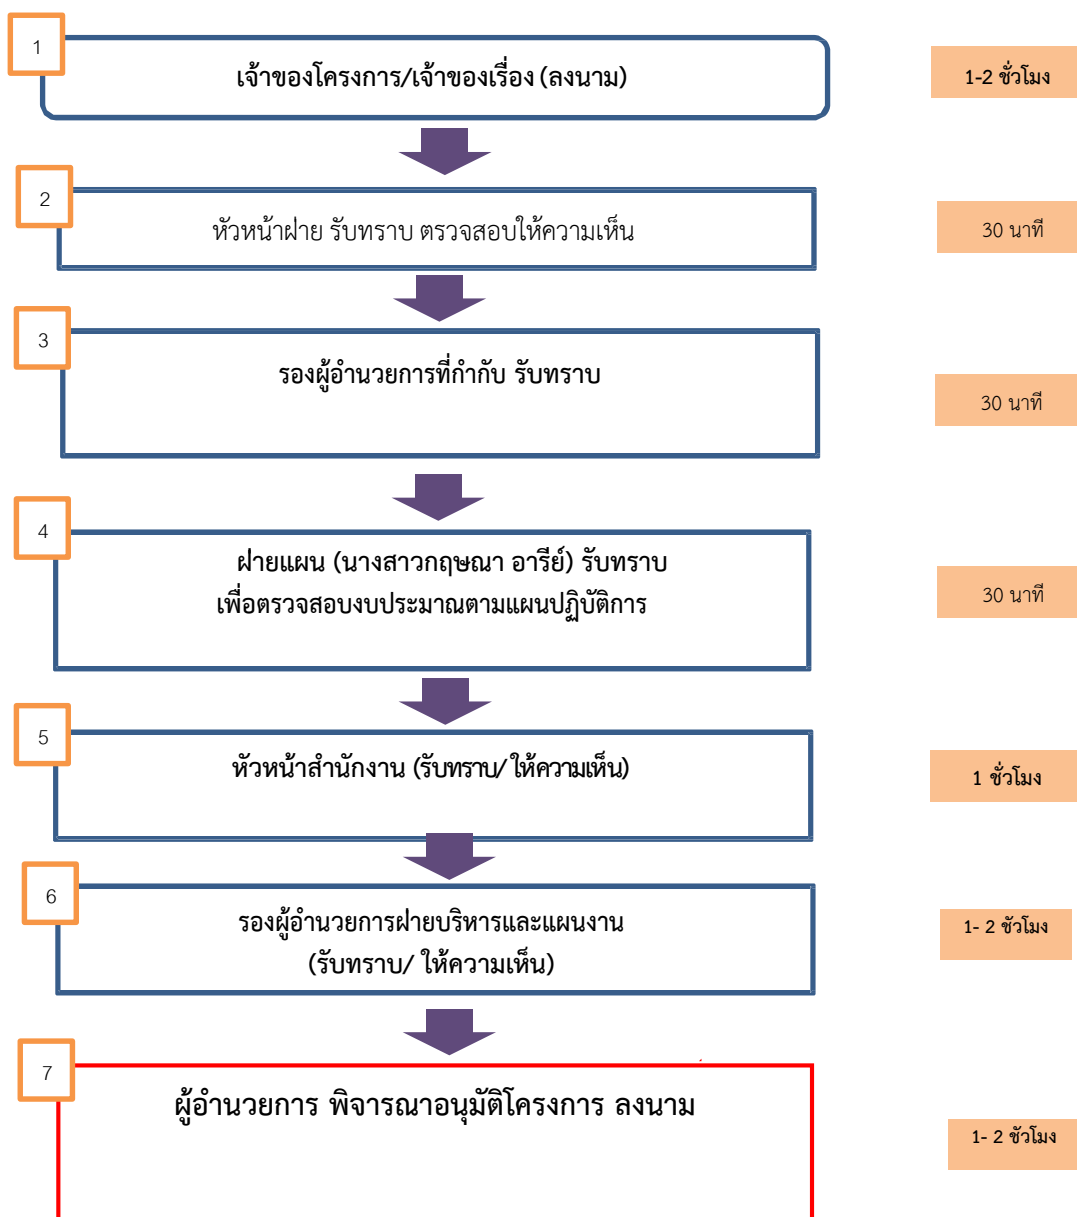 1
เจ้าของโครงการ/เจ้าของเรื่อง (ลงนาม)
1-2 ชั่วโมง
2
หัวหน้าฝ่าย รับทราบ ตรวจสอบให้ความเห็น
30 นาที
3
รองผู้อำนวยการที่กำกับ รับทราบ
30 นาที
4
ฝ่ายแผน (นางสาวกฤษณา อารีย์) รับทราบ
เพื่อตรวจสอบงบประมาณตามแผนปฏิบัติการ
30 นาที
5
หัวหน้าสำนักงาน (รับทราบ/ ให้ความเห็น)
1 ชั่วโมง
6
รองผู้อำนวยการฝ่ายบริหารและแผนงาน
(รับทราบ/ ให้ความเห็น)
1- 2 ชัวโมง
7
ผู้อำนวยการ พิจารณาอนุมัติโครงการ ลงนาม
1- 2 ชัวโมง